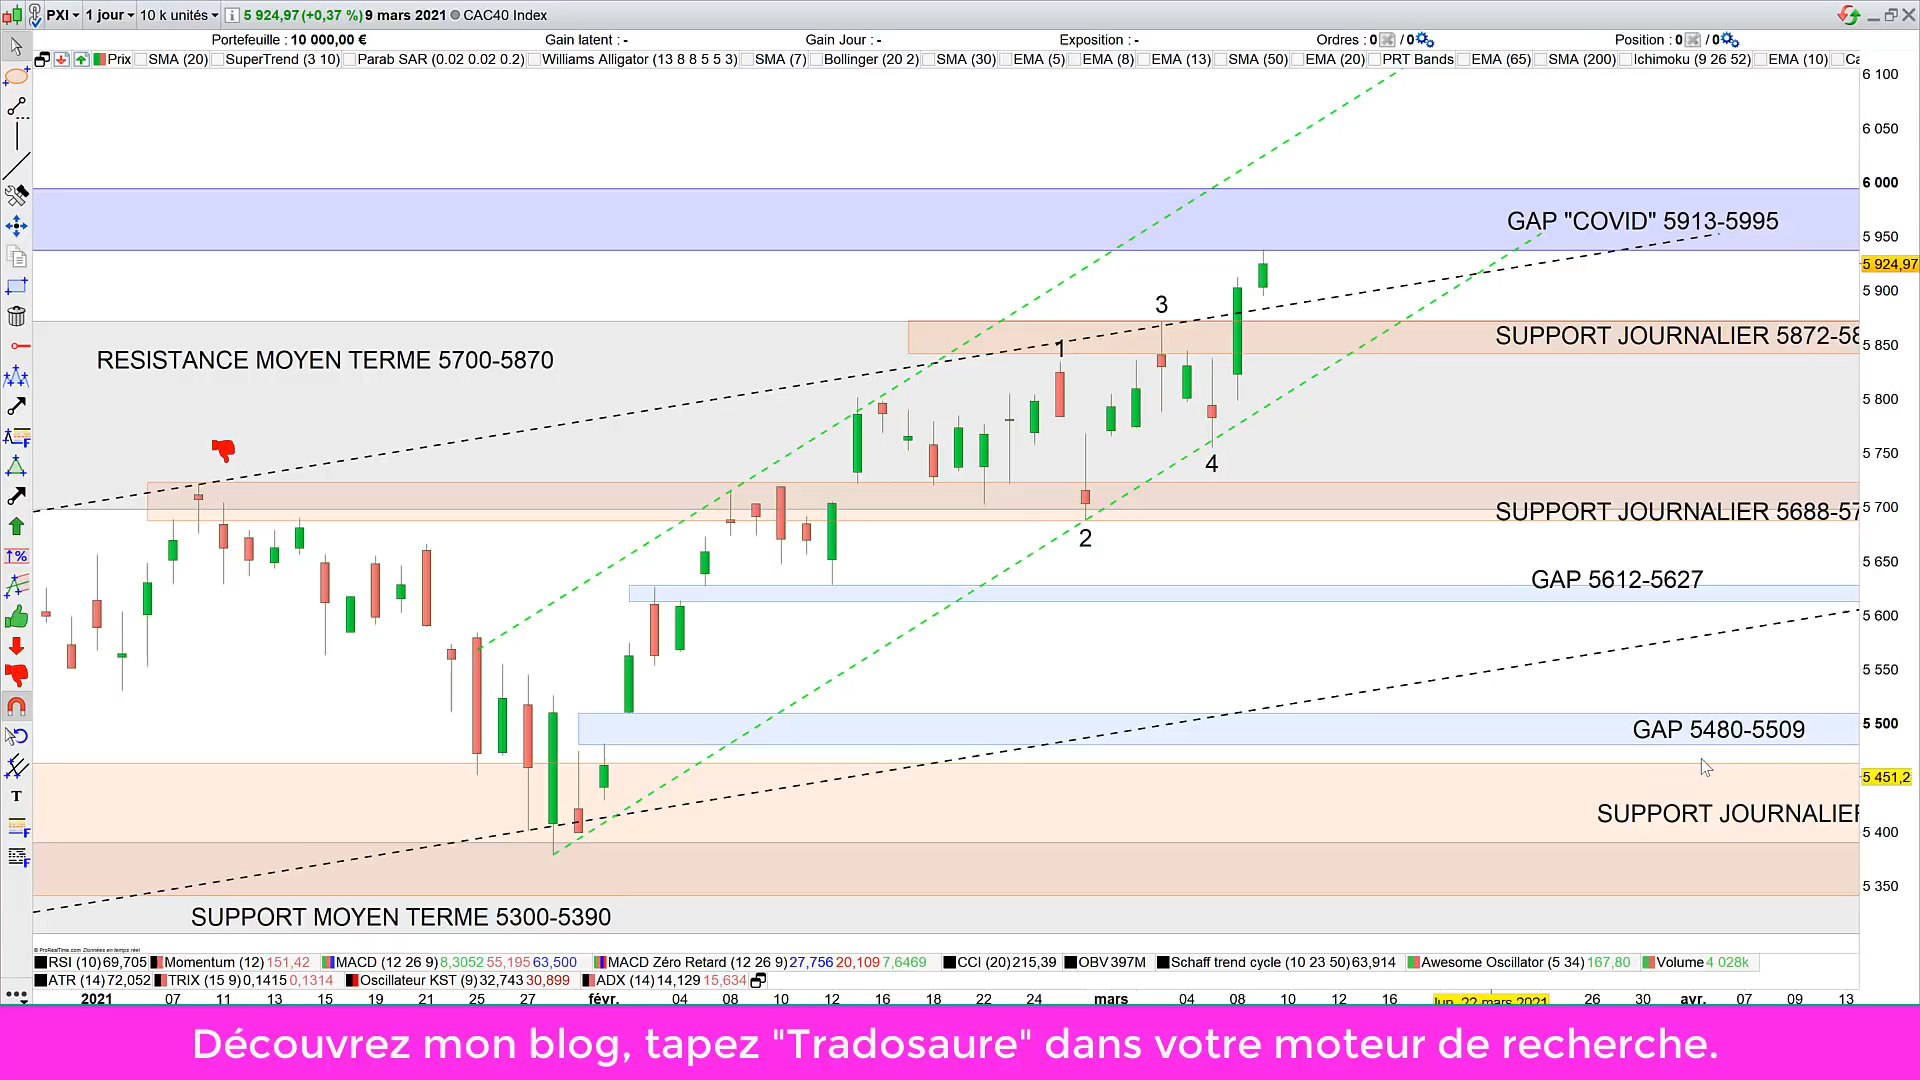 PXI 1 jour 10 k unités 5 924,97 (+0,37 %) 9 mars 2021 CAC40 Index
Portefeuille : 10 000,00 € Gain latent : - Gain Jour : - Exposition : - Ordres : 0 / 0 Position : 0 / 0
Prix SMA (20) SuperTrend (3 10) Parab SAR (0.02 0.02 0.2) Williams Alligator (13 8 8 5 5 3) SMA (7) Bollinger (20 2) SMA (30) EMA (5) EMA (8) EMA (13) SMA (50) EMA (20) PRT Bands EMA (65) SMA (200) Ichimoku (9 26 52) EMA (10) Ca
6 100
6 050
6 000
GAP "COVID" 5913-5995
5 950
5 924,97
5 900
3
SUPPORT JOURNALIER 5872-58
1
5 850
RESISTANCE MOYEN TERME 5700-5870
5 800
5 750
4
5 700
SUPPORT JOURNALIER 5688-57
2
5 650
GAP 5612-5627
5 600
5 550
5 500
GAP 5480-5509
5 451,2
SUPPORT JOURNALIER
5 400
5 350
SUPPORT MOYEN TERME 5300-5390
© ProRealTime.com Données en temps réel
RSI (10) 69,705 Momentum (12) 151,42 MACD (12 26 9) 8,3052 55,195 63,500 MACD Zéro Retard (12 26 9) 27,756 20,109 7,6469 CCI (20) 215,39 OBV 397M Schaff trend cycle (10 23 50) 63,914 Awesome Oscillator (5 34) 167,80 Volume 4 028k
ATR (14) 72,052 TRIX (15 9) 0,1415 0,1314 Oscillateur KST (9) 32,743 30,899 ADX (14) 14,129 15,634
2021 07 11 13 15 19 21 25 27 févr. 04 08 10 12 16 18 22 24 mars 04 08 10 12 16 lun. 22 mars 2021 26 30 avr. 07 09 13
Découvrez mon blog, tapez "Tradosaure" dans votre moteur de recherche.